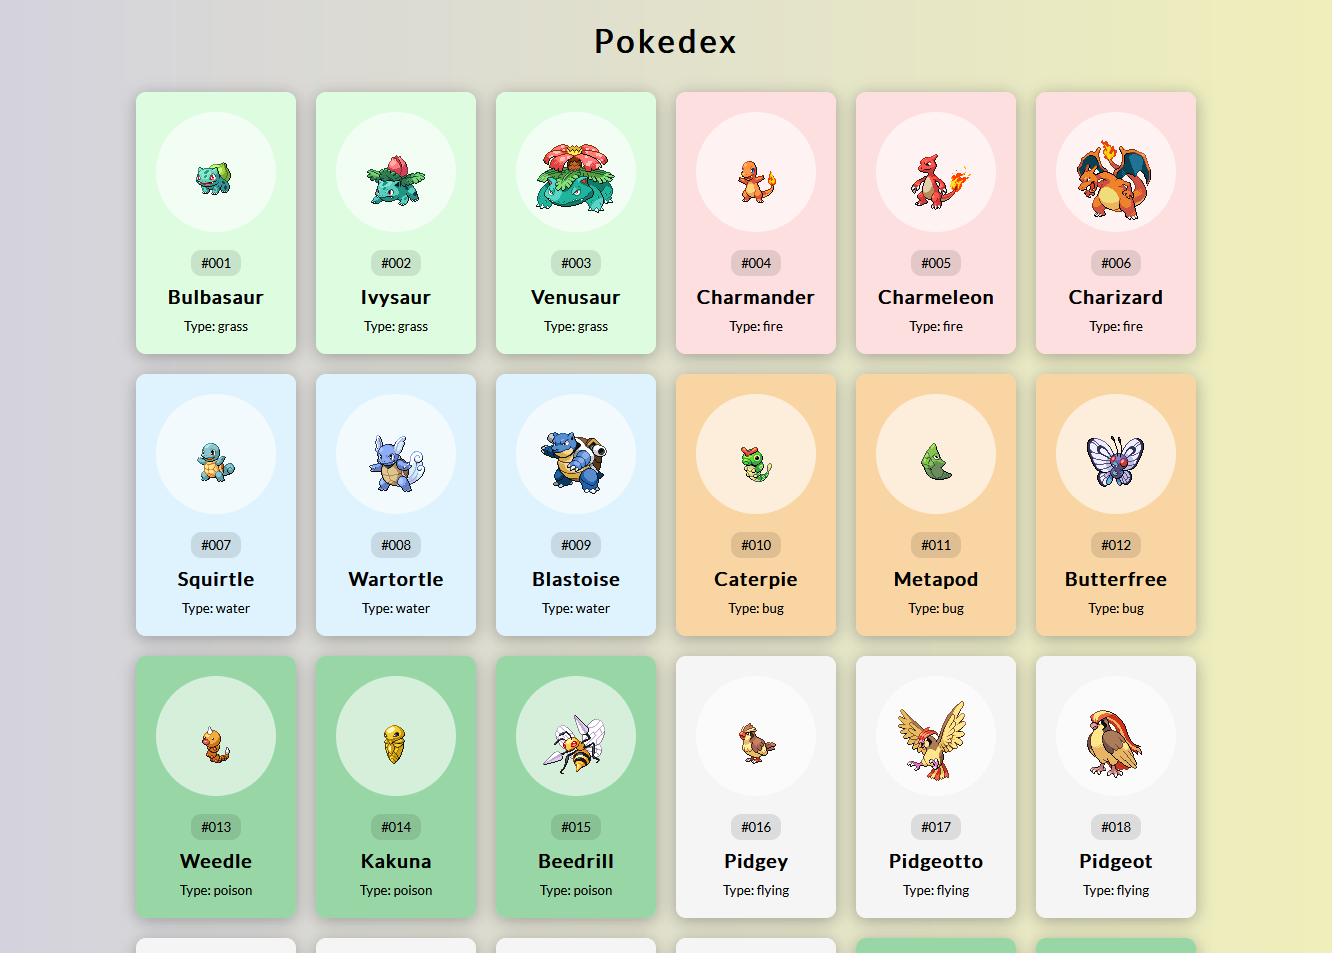 Pokedex
#001 #002 #003 #004 #005 #006
Bulbasaur Ivysaur Venusaur Charmander Charmeleon Charizard
Type: grass Type: grass Type: grass Type: fire Type: fire Type: fire
#007 #008 #009 #010 #011 #012
Squirtle Wartortle Blastoise Caterpie Metapod Butterfree
Type: water Type: water Type: water Type: bug Type: bug Type: bug
#013 #014 #015 #016 #017 #018
Weedle Kakuna Beedrill Pidgey Pidgeotto Pidgeot
Type: poison Type: poison Type: poison Type: flying Type: flying Type: flying